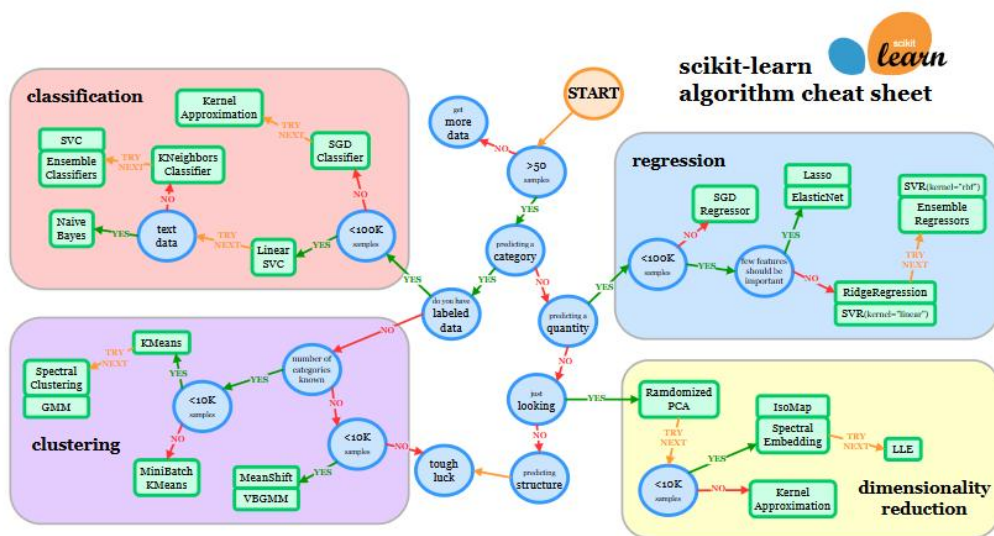 scikit-learn
algorithm cheat sheet
scikit
learn
START
get
more
data
NO
>50
samples
YES
predicting a
category
YES
NO
do you have
labeled
data
YES
NO
predicting a
quantity
YES
NO
just
looking
YES
NO
predicting
structure
tough
luck
classification
Kernel
Approximation
TRY
NEXT
SGD
Classifier
NO
SVC
Ensemble
Classifiers
TRY
NEXT
KNeighbors
Classifier
NO
Naive
Bayes
YES
text
data
TRY
NEXT
Linear
SVC
YES
<100K
samples
regression
SGD
Regressor
NO
<100K
samples
YES
Lasso
ElasticNet
YES
few features
should be
important
NO
SVR(kernel="rbf")
Ensemble
Regressors
TRY
NEXT
RidgeRegression
SVR(kernel="linear")
clustering
KMeans
TRY
NEXT
Spectral
Clustering
GMM
YES
<10K
samples
NO
MiniBatch
KMeans
YES
number of
categories
known
NO
<10K
samples
NO
YES
MeanShift
VBGMM
dimensionality
reduction
Ramdomized
PCA
TRY
NEXT
<10K
samples
YES
IsoMap
Spectral
Embedding
TRY
NEXT
LLE
NO
Kernel
Approximation